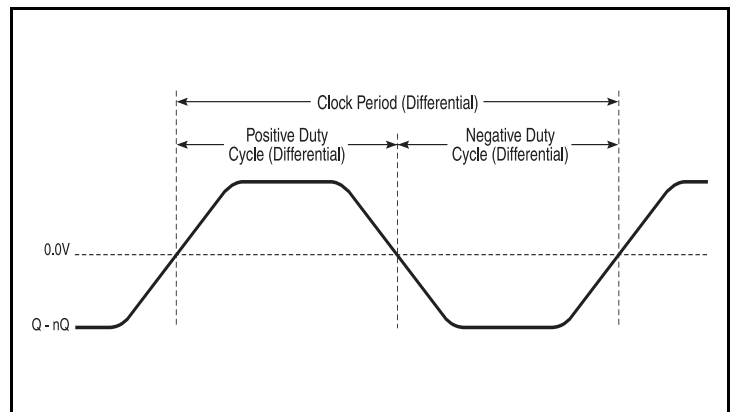 Clock Period (Differential)
Positive Duty
Cycle (Differential)
Negative Duty
Cycle (Differential)
0.0V
Q - nQ